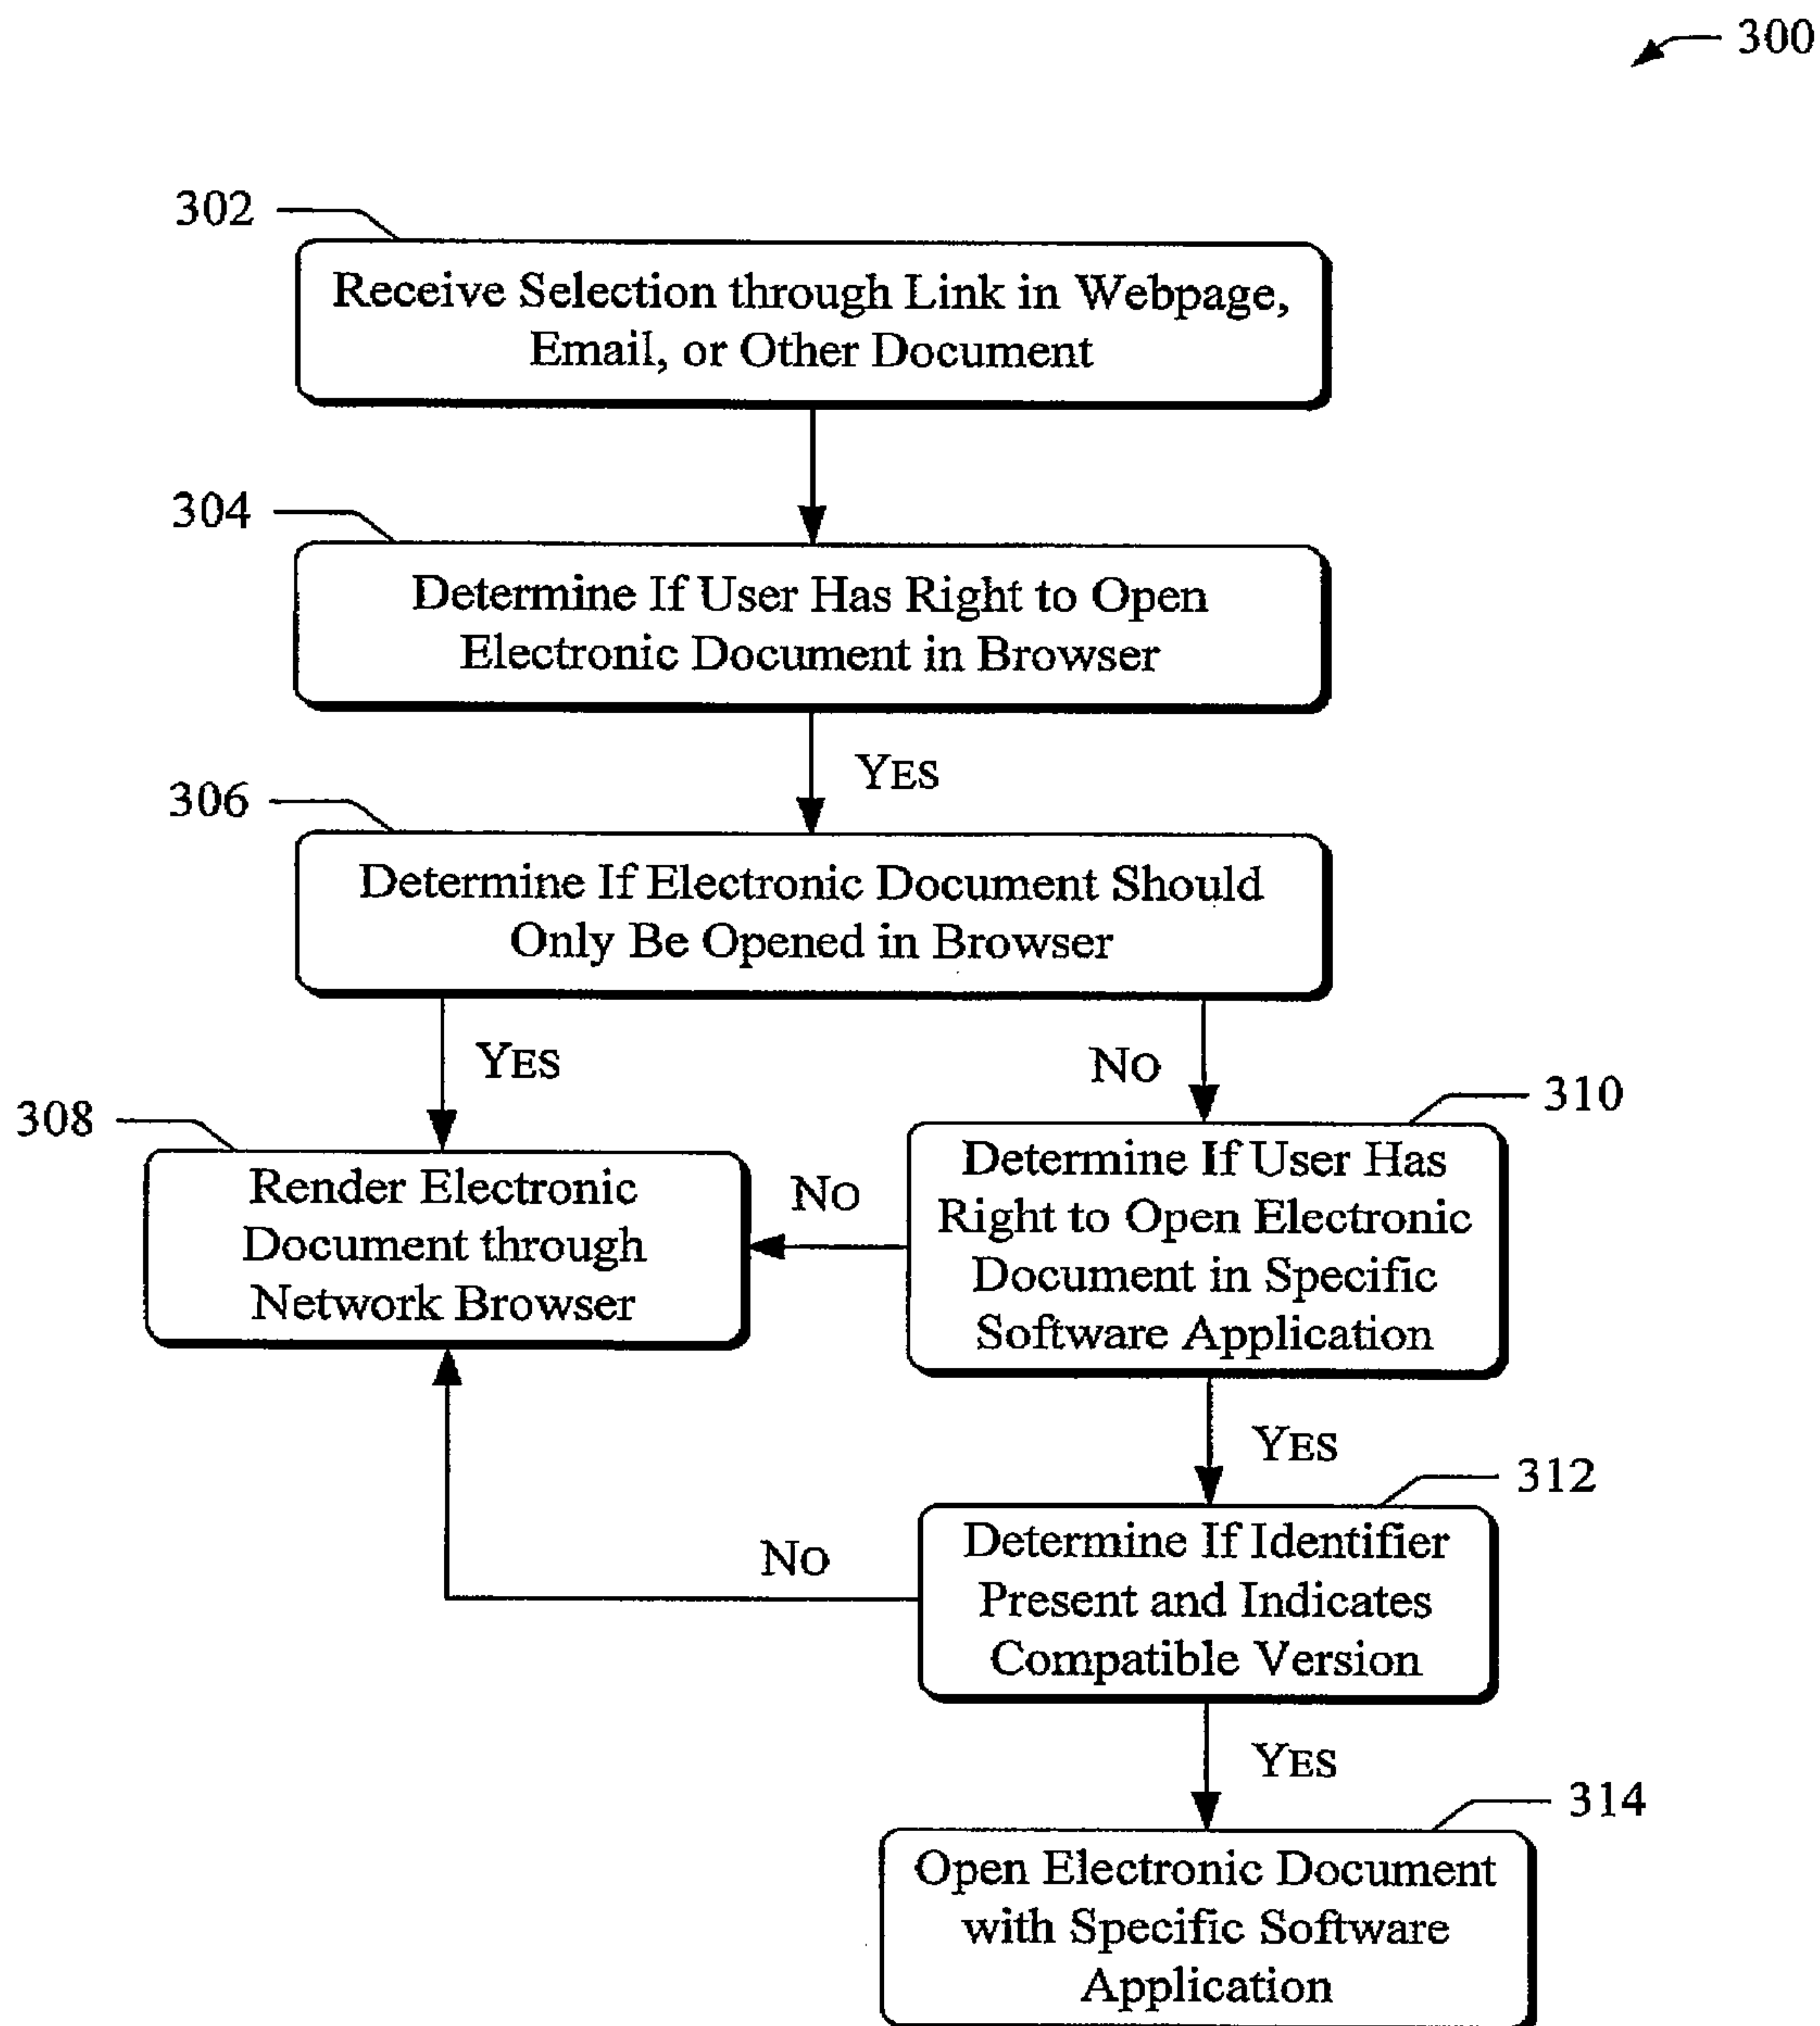 300
302
Receive Selection through Link in Webpage,
Email, or Other Document
304
Determine If User Has Right to Open
Electronic Document in Browser
YES
306
Determine If Electronic Document Should
Only Be Opened in Browser
YES
NO
308
Render Electronic
Document through
Network Browser
NO
310
Determine If User Has
Right to Open Electronic
Document in Specific
Software Application
YES
312
Determine If Identifier
Present and Indicates
Compatible Version
NO
YES
314
Open Electronic Document
with Specific Software
Application